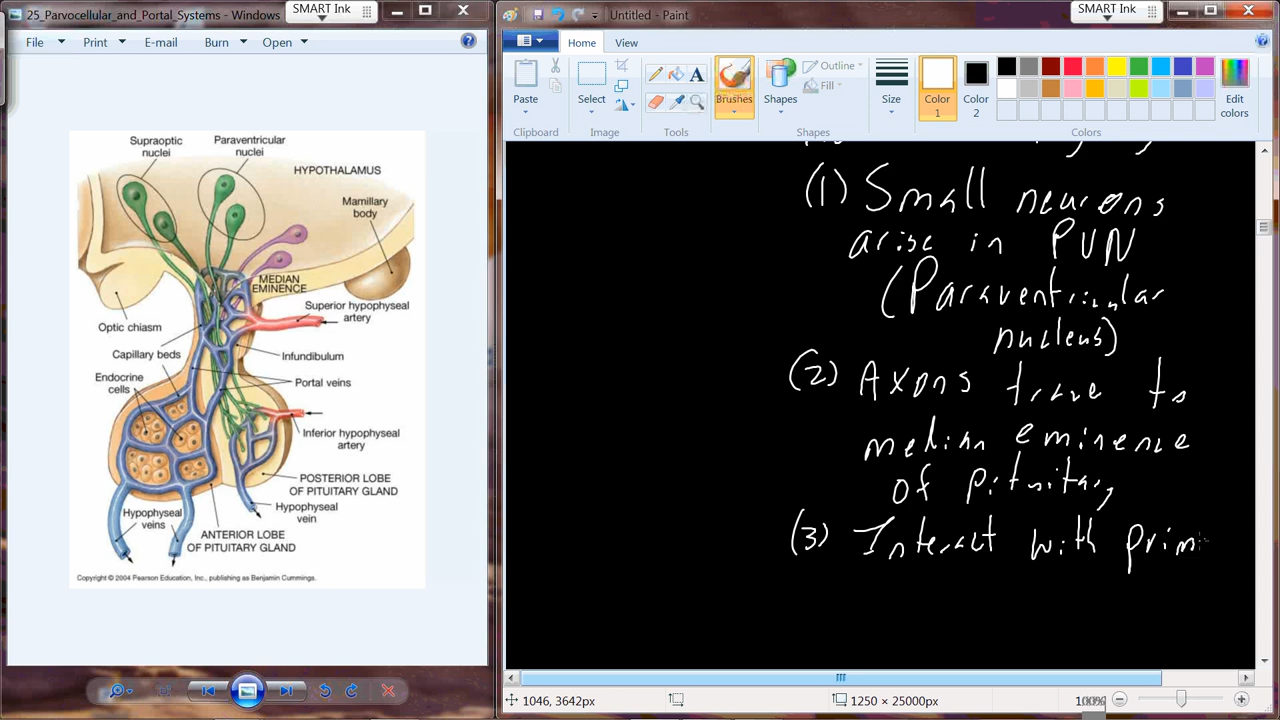 25_Parvocellular_and_Portal_Systems - Windows
SMART Ink
File Print E-mail Burn Open
Supraoptic
nuclei
Paraventricular
nuclei
HYPOTHALAMUS
Mamillary
body
MEDIAN
EMINENCE
Superior hypophyseal
artery
Optic chiasm
Capillary beds
Infundibulum
Endocrine
cells
Portal veins
Inferior hypophyseal
artery
POSTERIOR LOBE
OF PITUITARY GLAND
Hypophyseal
veins
Hypophyseal
vein
ANTERIOR LOBE
OF PITUITARY GLAND
Copyright © 2004 Pearson Education, Inc., publishing as Benjamin Cummings.
Untitled - Paint
SMART Ink
Home View
Paste
Select
Brushes
Shapes
Outline
Fill
Size
Color
1
Color
2
Edit
colors
Clipboard Image Tools Shapes Colors
(1) Small neurons
arise in PVN
(Paraventricular
nucleus)
(2) Axons trave to
median eminence
of Pituitary
(3) Interact with prim
1046, 3642px
1250 × 25000px
100%